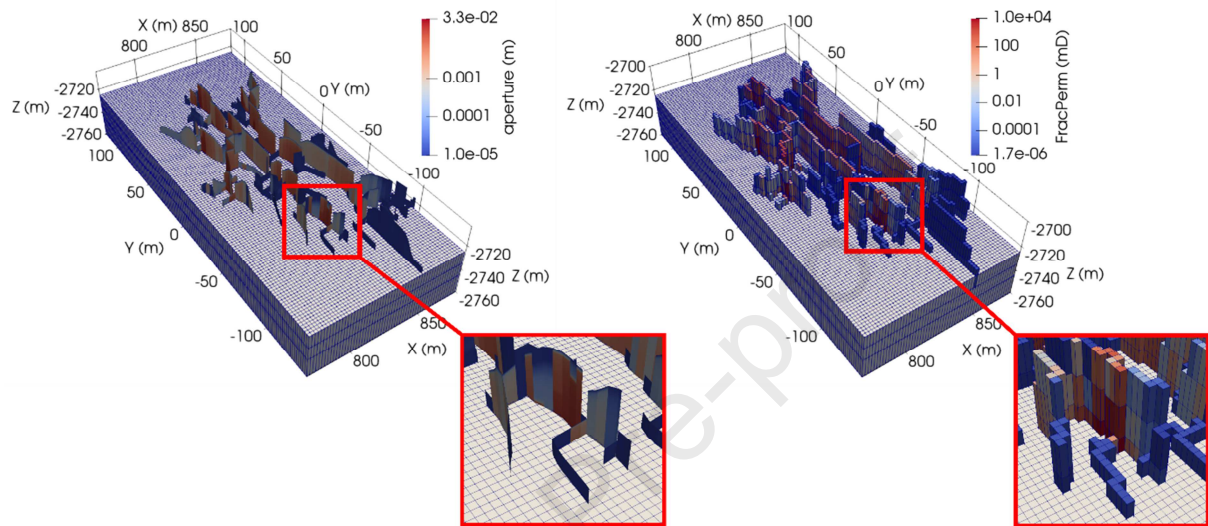 X (m)
850
100
800
50
0
Y (m)
-50
-100
-2720
Z (m)
-2740
-2760
100
50
Y (m)
0
-50
-100
800
X (m)
850
-2720
-2740
Z (m)
-2760
3.3e-02
0.001
0.0001
1.0e-05
aperture (m)
X (m)
850
100
800
50
0
Y (m)
-50
-100
-2700
-2720
Z (m)
-2740
-2760
100
50
Y (m)
0
-50
-100
800
X (m)
850
-2700
-2720
-2740
Z (m)
-2760
1.0e+04
100
1
0.01
0.0001
1.7e-06
FracPerm (mD)